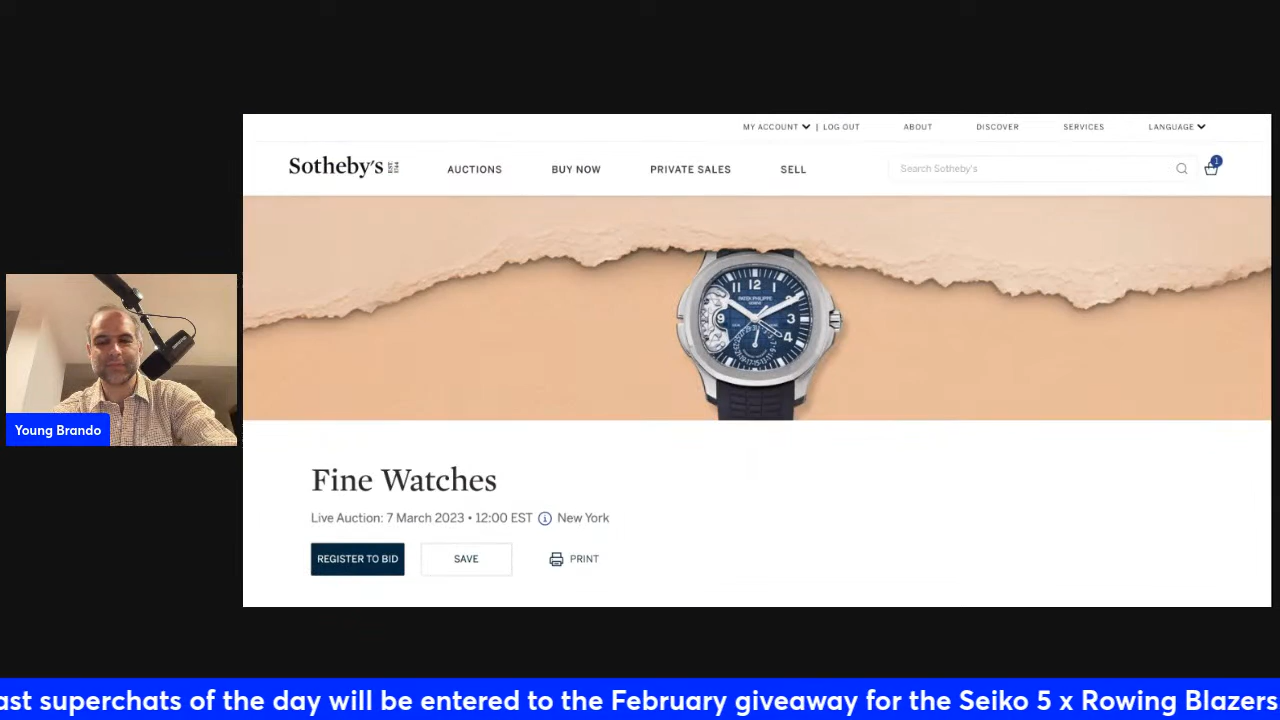 MY ACCOUNT | LOG OUT ABOUT DISCOVER SERVICES LANGUAGE
Sotheby's EST. 1744 AUCTIONS BUY NOW PRIVATE SALES SELL Search Sotheby's 1
PATEK PHILIPPE
GENEVE
Young Brando
Fine Watches
Live Auction: 7 March 2023 • 12:00 EST New York
REGISTER TO BID SAVE PRINT
ast superchats of the day will be entered to the February giveaway for the Seiko 5 x Rowing Blazers